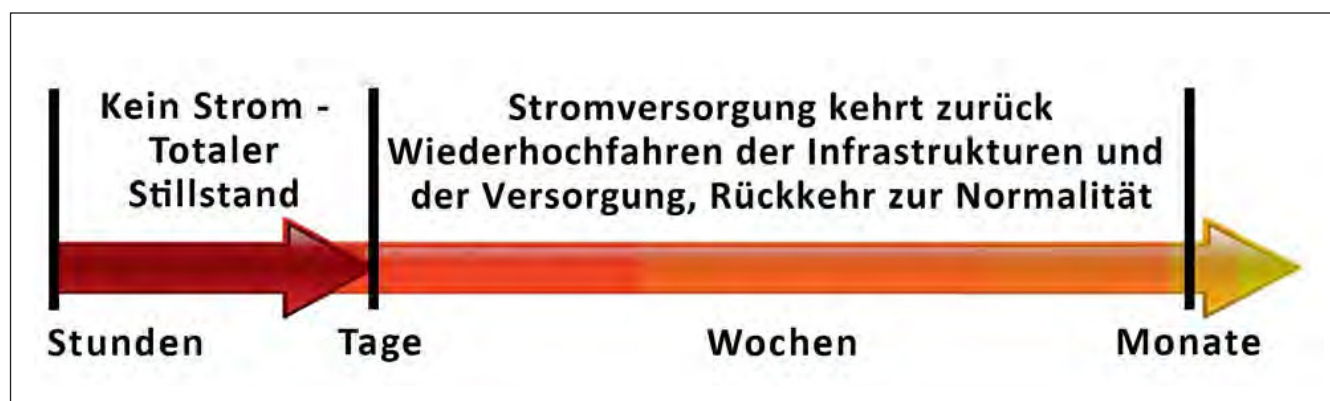 Kein Strom -
Totaler
Stillstand
Stromversorgung kehrt zurück
Wiederhochfahren der Infrastrukturen und
der Versorgung, Rückkehr zur Normalität
Stunden
Tage
Wochen
Monate